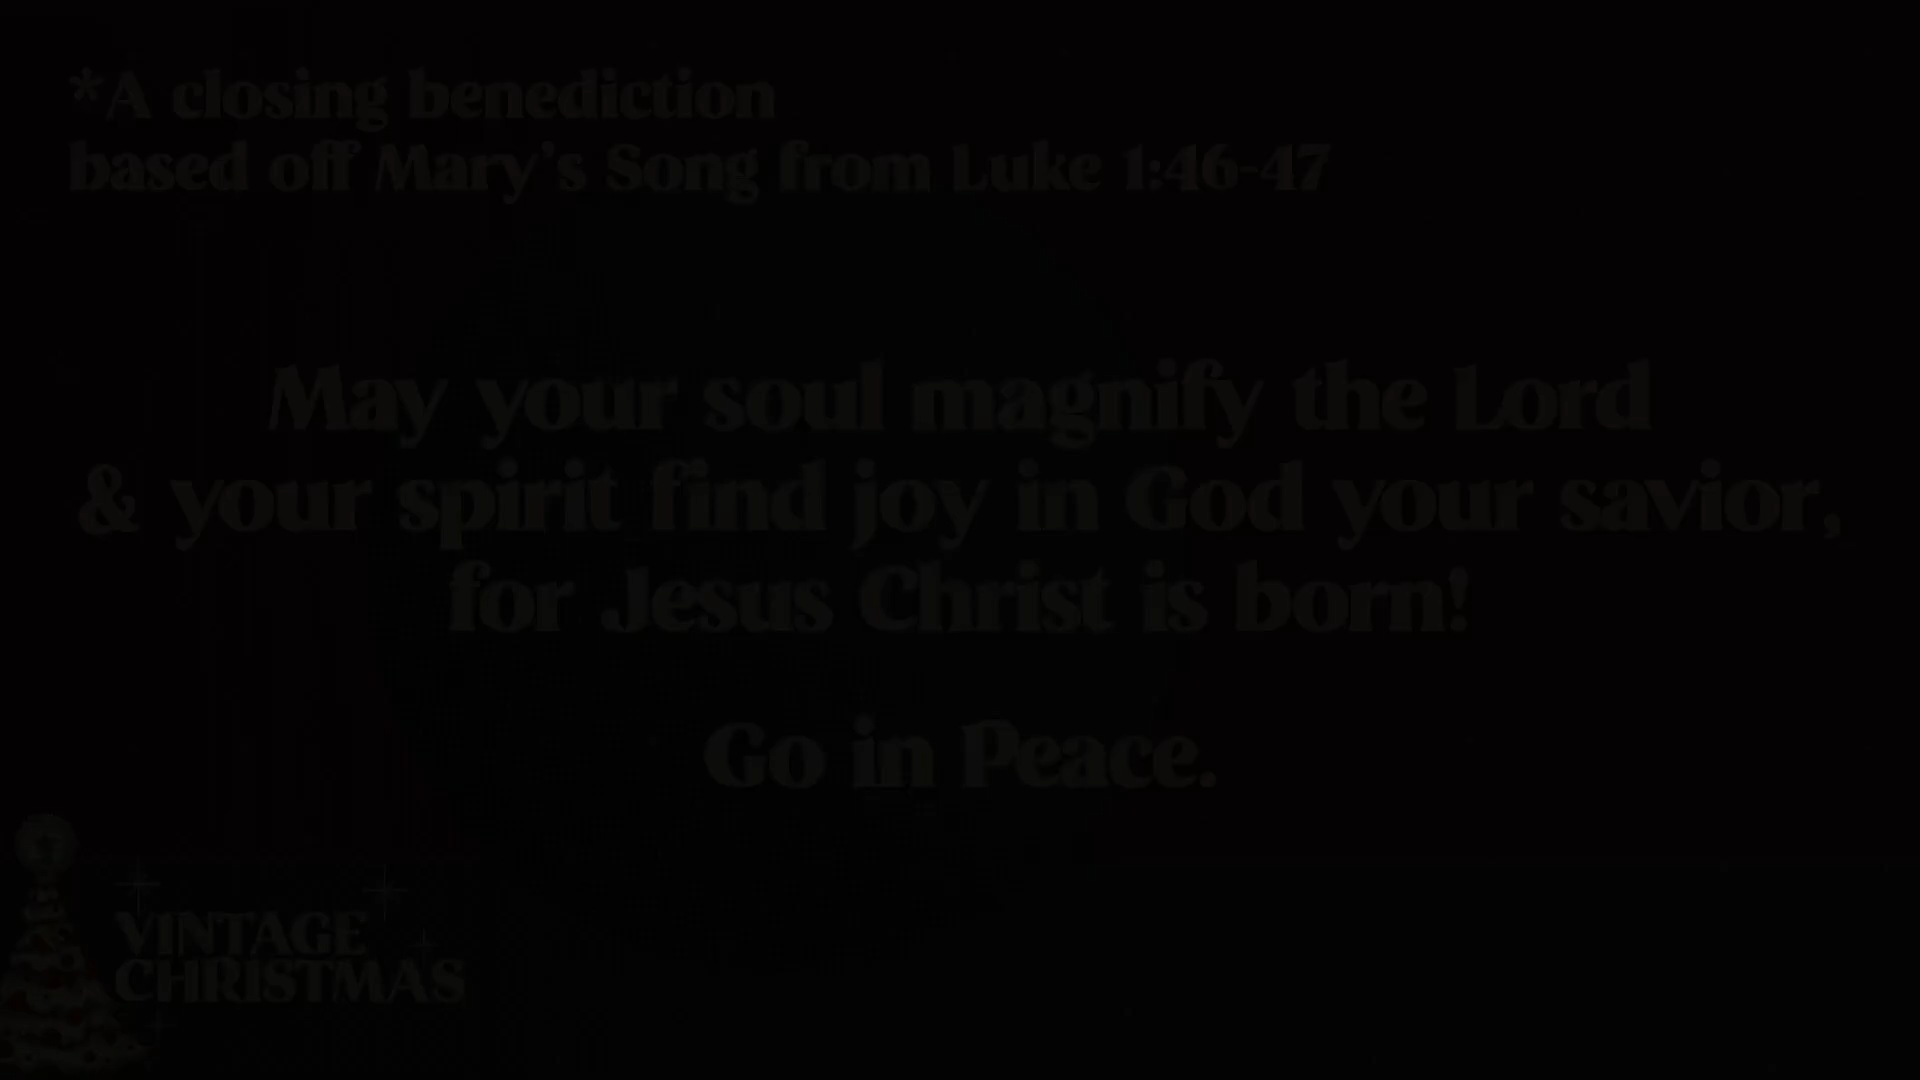 *A closing benediction
based off Mary's Song from Luke 1:46-47
May your soul magnify the Lord
& your spirit find joy in God your savior,
for Jesus Christ is born!
Go in Peace.
VINTAGE
CHRISTMAS